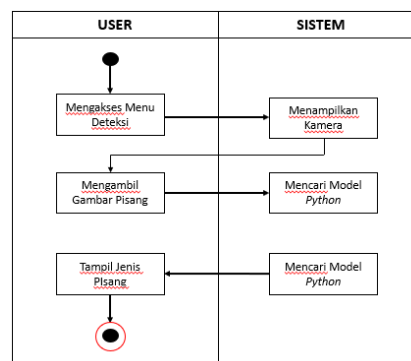 USER
SISTEM
Mengakses Menu
Deteksi
Menampilkan
Kamera
Mengambil
Gambar Pisang
Mencari Model
Python
Tampil Jenis
PIsang
Mencari Model
Python